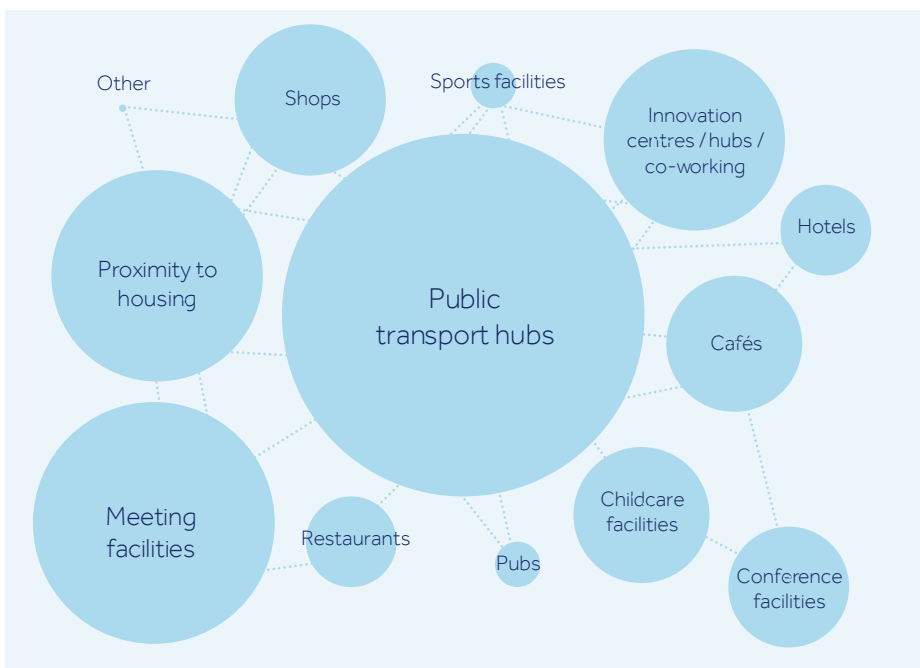 Other
Shops
Sports facilities
Innovation
centres / hubs /
co-working
Hotels
Proximity to
housing
Public
transport hubs
Cafés
Meeting
facilities
Restaurants
Pubs
Childcare
facilities
Conference
facilities